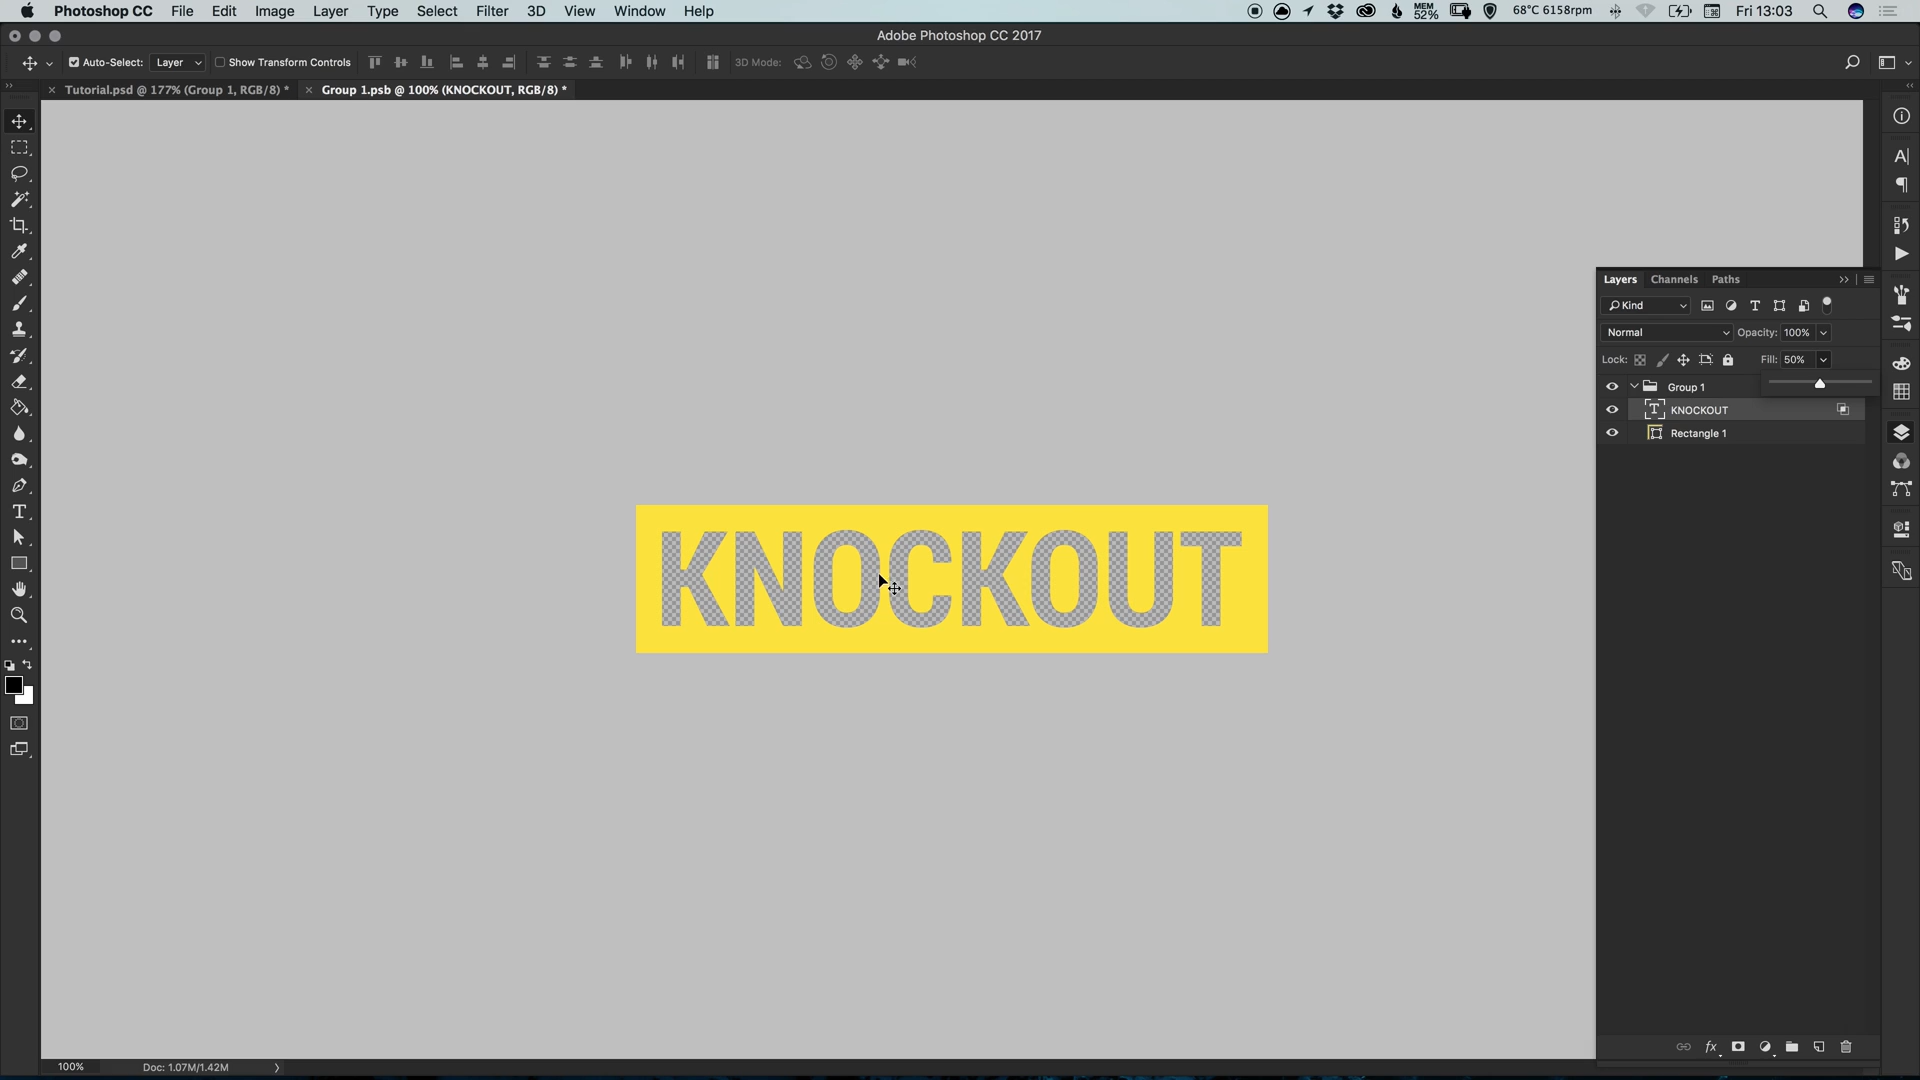 Photoshop CC File Edit Image Layer Type Select Filter 3D View Window Help MEM 52% 68°C 6158rpm Fri 13:03
Adobe Photoshop CC 2017
Auto-Select: Layer Show Transform Controls 3D Mode:
Tutorial.psd @ 177% (Group 1, RGB/8) * Group 1.psb @ 100% (KNOCKOUT, RGB/8) *
Layers Channels Paths
Kind
Normal Opacity: 100%
Lock: Fill: 50%
Group 1
KNOCKOUT
Rectangle 1
KNOCKOUT
fx
100% Doc: 1.07M/1.42M